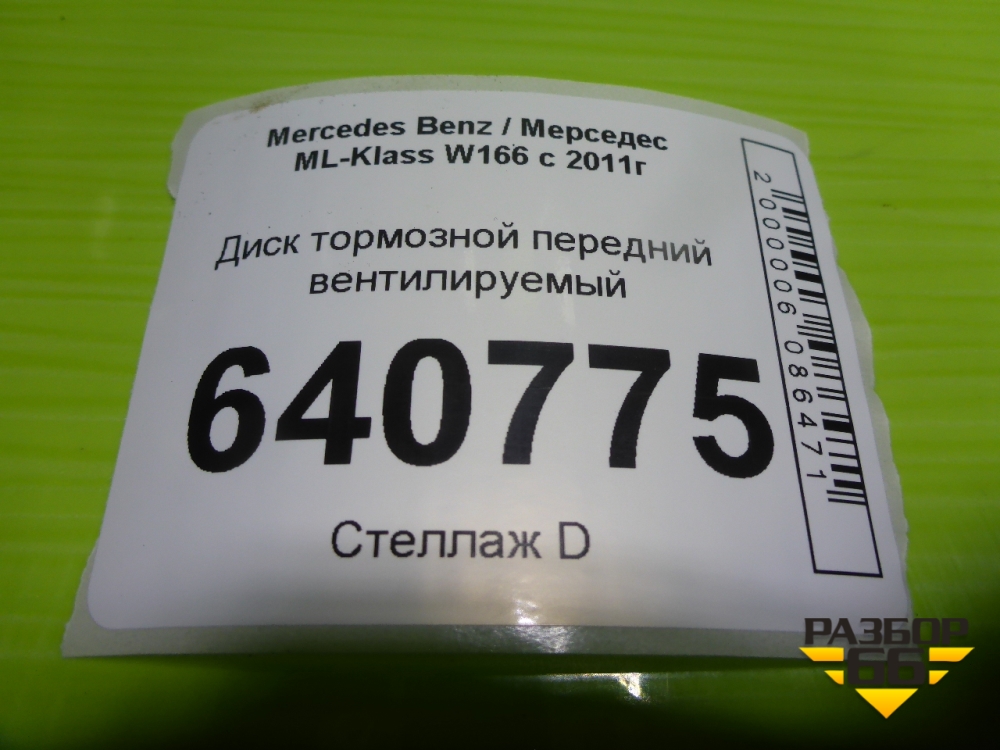 Mercedes Benz / Мерседес
ML-Klass W166 с 2011г
Диск тормозной передний
вентилируемый
640775
Стеллаж D
2000006086471
РАЗБОР
66